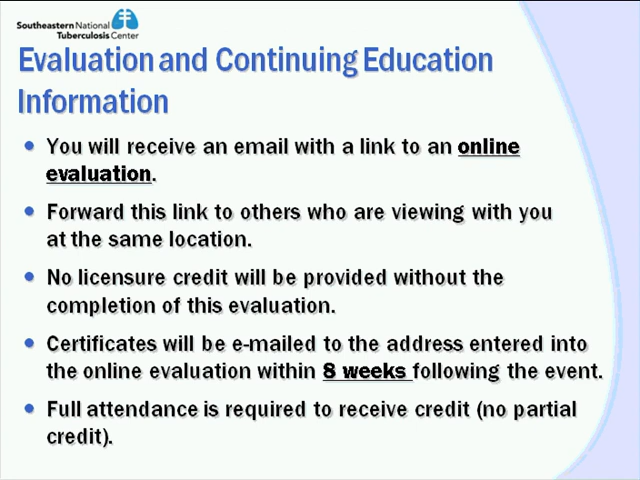 Southeastern National
Tuberculosis Center
Evaluation and Continuing Education
Information
You will receive an email with a link to an online
evaluation.
Forward this link to others who are viewing with you
at the same location.
No licensure credit will be provided without the
completion of this evaluation.
Certificates will be e-mailed to the address entered into
the online evaluation within 8 weeks following the event.
Full attendance is required to receive credit (no partial
credit).